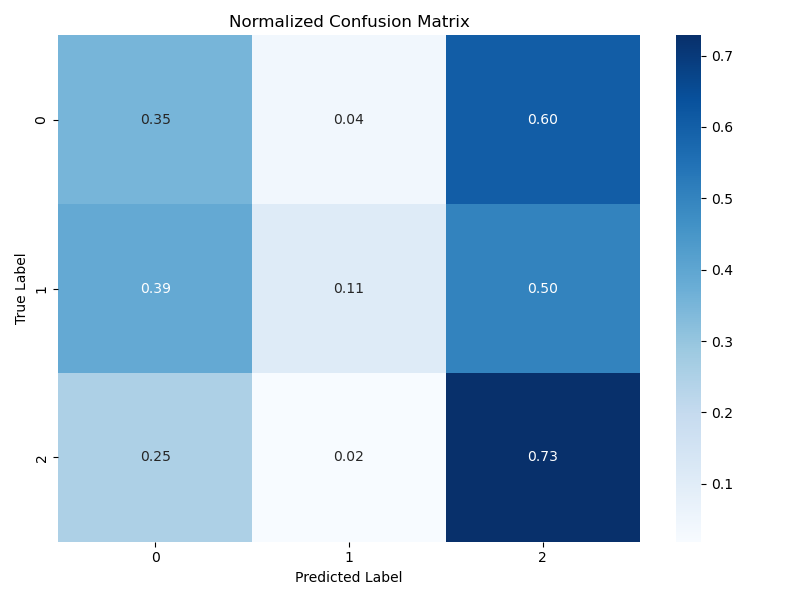 Normalized Confusion Matrix
0.35 0.04 0.60
0.39 0.11 0.50
0.25 0.02 0.73
0
1
2
True Label
0 1 2
Predicted Label
0.7
0.6
0.5
0.4
0.3
0.2
0.1